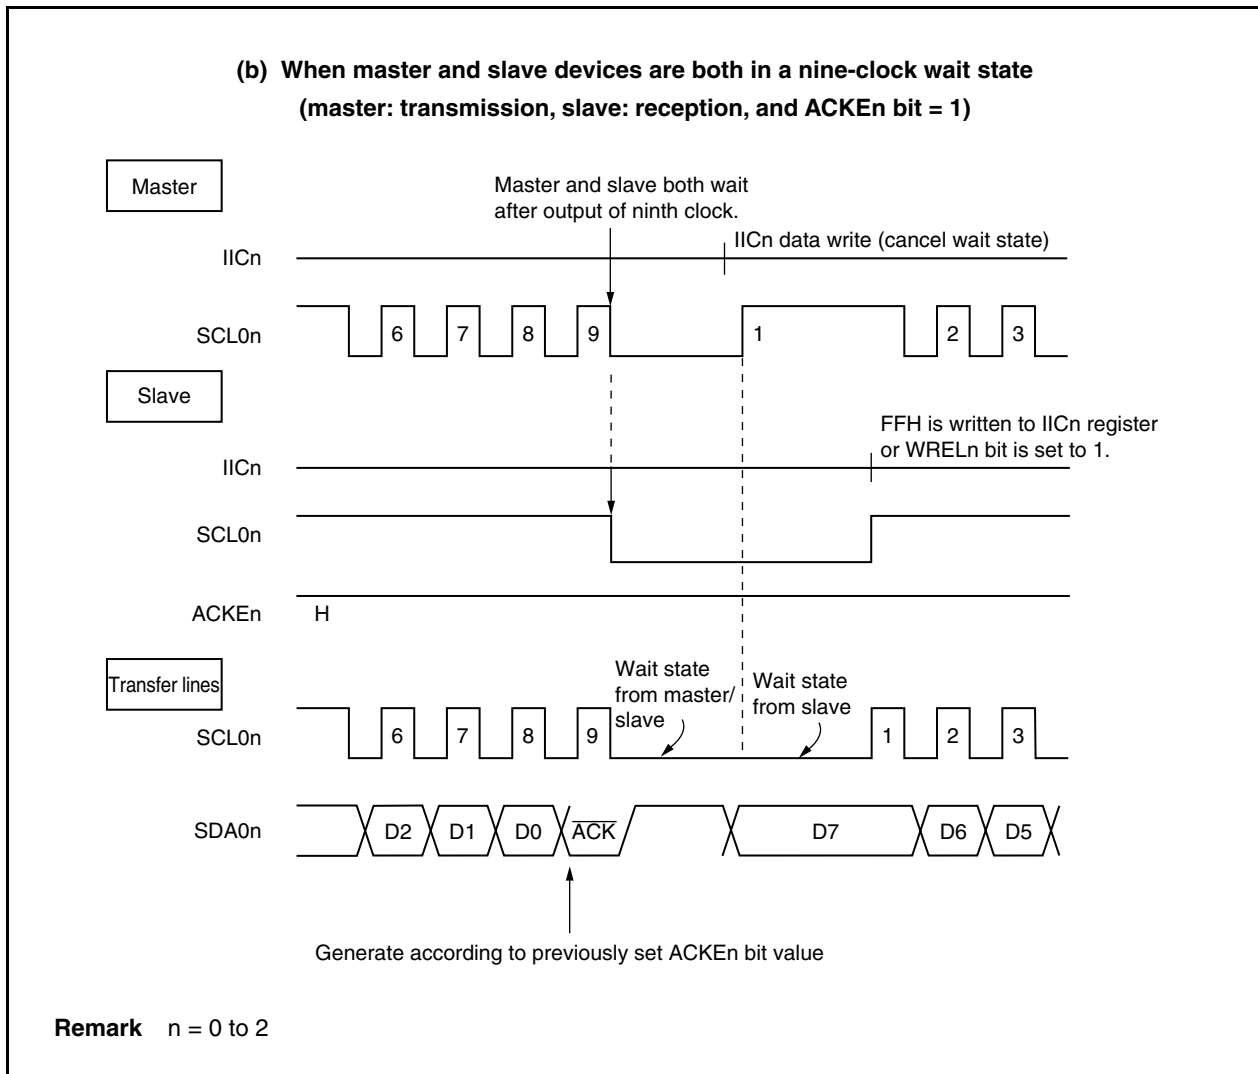 (b) When master and slave devices are both in a nine-clock wait state
(master: transmission, slave: reception, and ACKEn bit = 1)
Master
Master and slave both wait
after output of ninth clock.
IICn data write (cancel wait state)
IICn
SCL0n
6 7 8 9 1 2 3
Slave
FFH is written to IICn register
or WRELn bit is set to 1.
IICn
SCL0n
ACKEn H
Transfer lines
Wait state
from master/
slave
Wait state
from slave
SCL0n
6 7 8 9 1 2 3
SDA0n
D2 D1 D0 ACK D7 D6 D5
Generate according to previously set ACKEn bit value
Remark n = 0 to 2